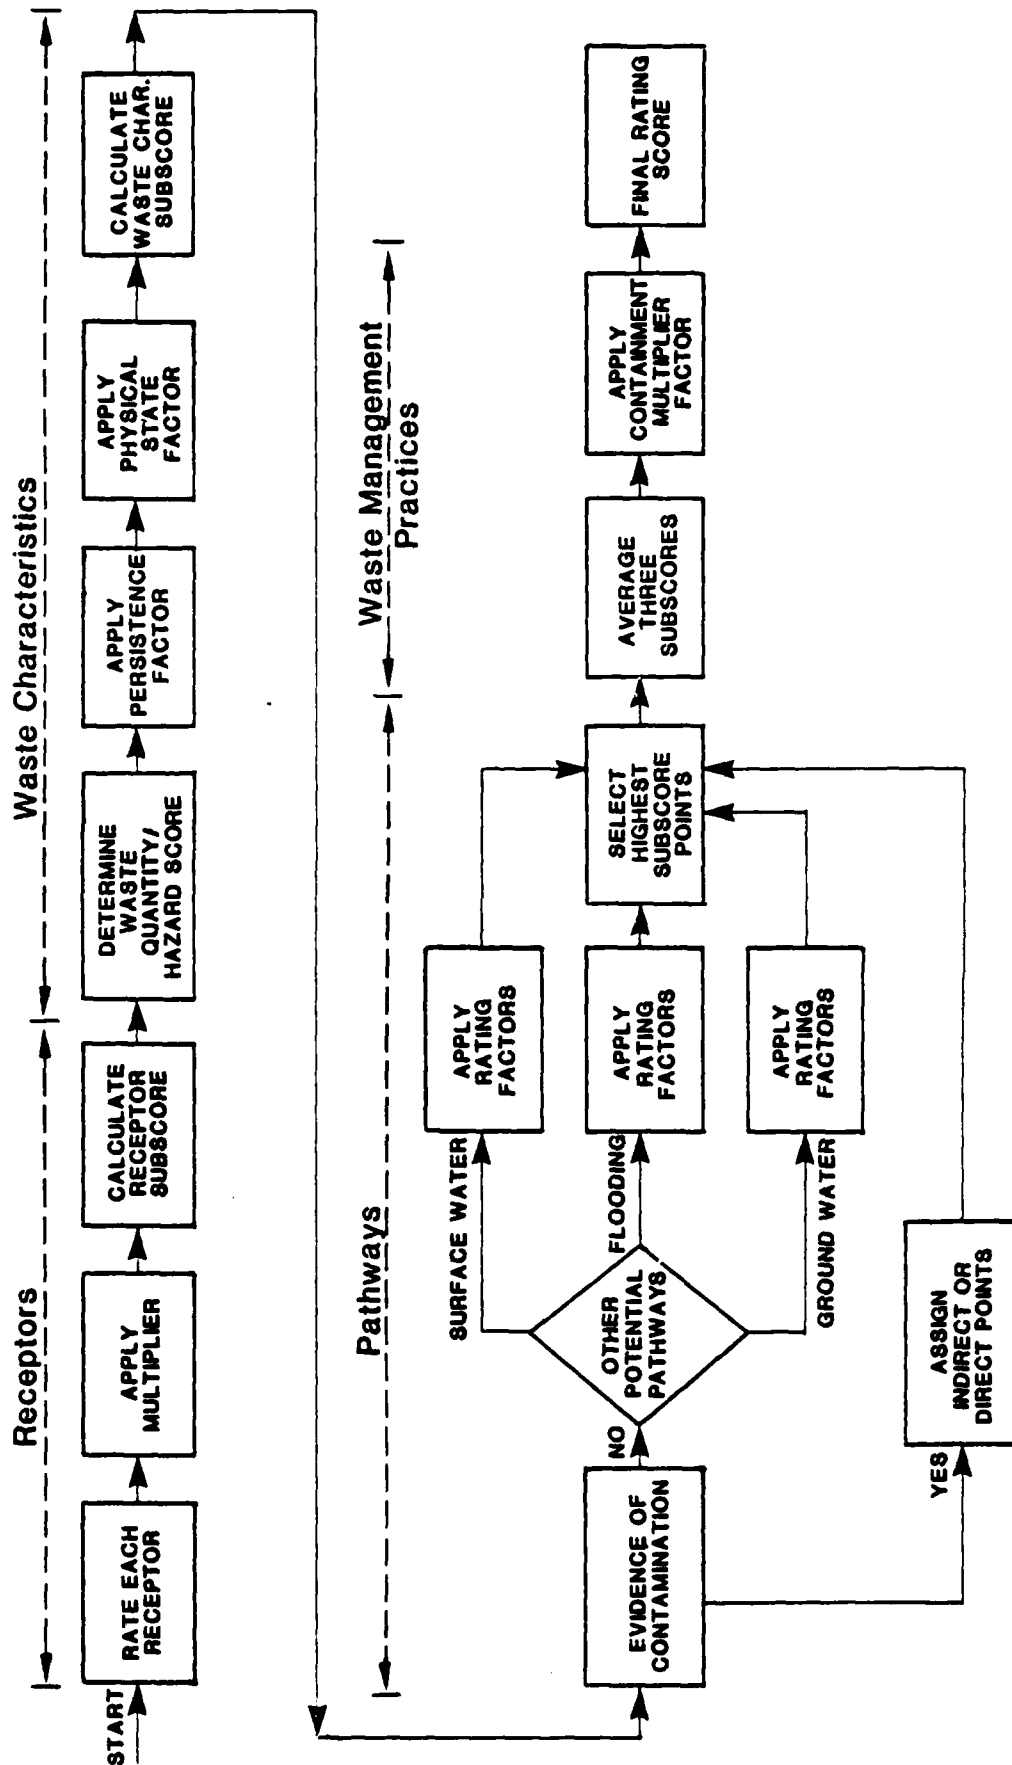 Receptors
Waste Characteristics
START
RATE EACH
RECEPTOR
APPLY
MULTIPLIER
CALCULATE
RECEPTOR
SUBSCORE
DETERMINE
WASTE
QUANTITY/
HAZARD SCORE
APPLY
PERSISTENCE
FACTOR
APPLY
PHYSICAL
STATE
FACTOR
CALCULATE
WASTE CHAR.
SUBSCORE
Pathways
Waste Management
Practices
EVIDENCE OF
CONTAMINATION
NO
YES
OTHER
POTENTIAL
PATHWAYS
SURFACE WATER
FLOODING
GROUND WATER
APPLY
RATING
FACTORS
APPLY
RATING
FACTORS
APPLY
RATING
FACTORS
ASSIGN
INDIRECT OR
DIRECT POINTS
SELECT
HIGHEST
SUBSCORE
POINTS
AVERAGE
THREE
SUBSCORES
APPLY
CONTAINMENT
MULTIPLIER
FACTOR
FINAL RATING
SCORE